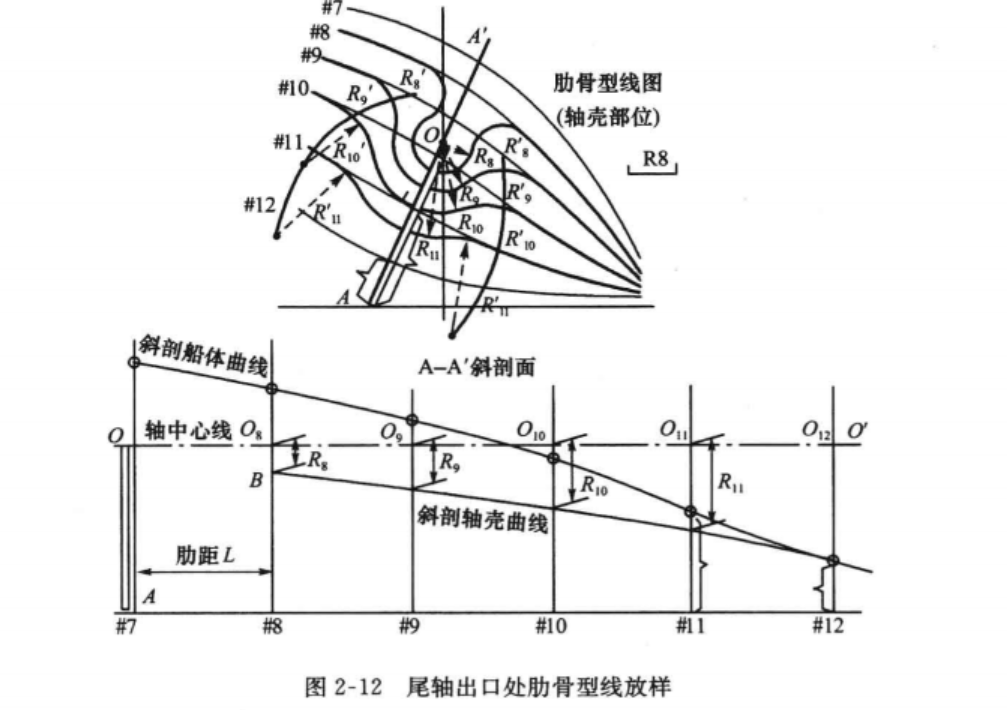 #7
#8
#9
#10
#11
#12
A'
R8'
R9'
R10'
R'11
O
R8
R9
R10
R11
R'8
R'9
R'10
R'11
A
肋骨型线图
(轴壳部位)
R8
A-A'斜剖面
斜剖船体曲线
O 轴中心线 O8 O9 O10 O11 O12 O'
R8 R9 R10 R11
B
斜剖轴壳曲线
肋距L
A
#7 #8 #9 #10 #11 #12
图 2-12 尾轴出口处肋骨型线放样